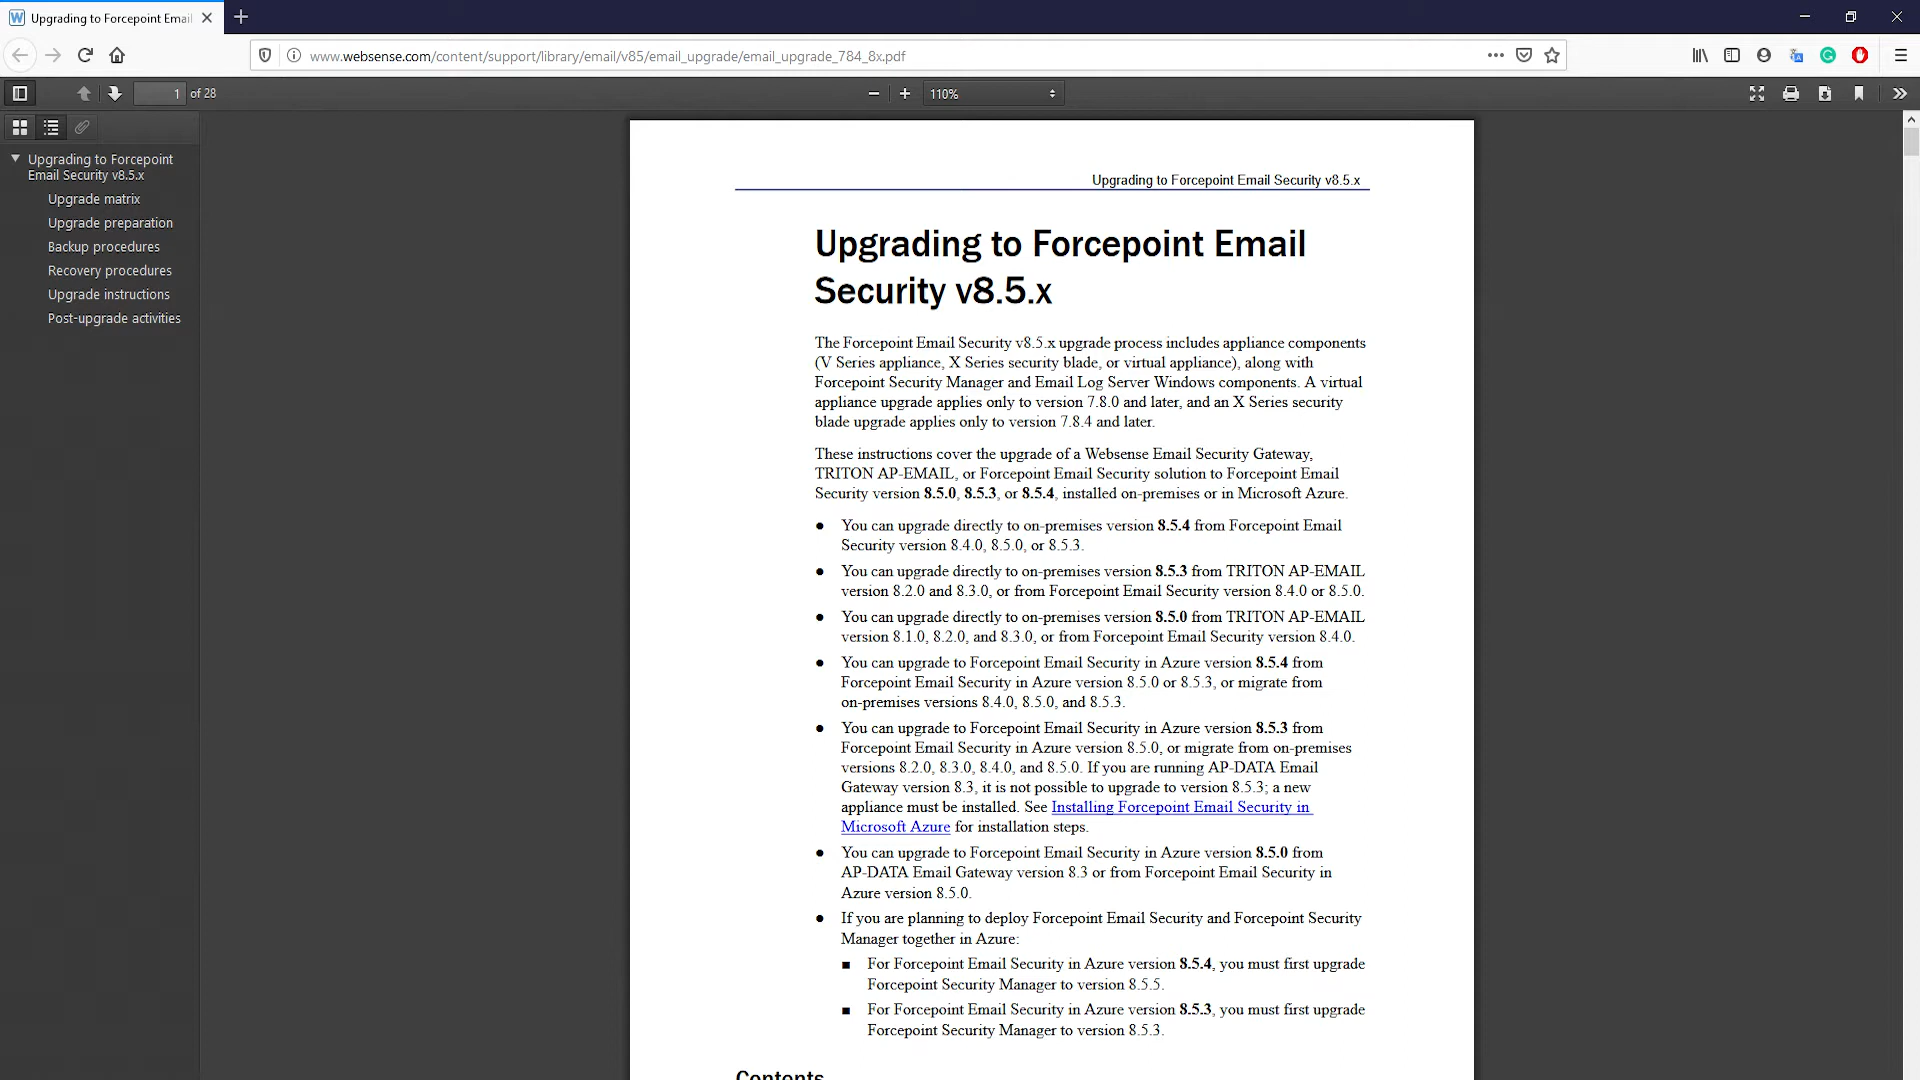 Upgrading to Forcepoint Email
www.websense.com/content/support/library/email/v85/email_upgrade/email_upgrade_784_8x.pdf
1 of 28
110%
Upgrading to Forcepoint
Email Security v8.5.x
Upgrade matrix
Upgrade preparation
Backup procedures
Recovery procedures
Upgrade instructions
Post-upgrade activities
Upgrading to Forcepoint Email Security v8.5.x
Upgrading to Forcepoint Email
Security v8.5.x
The Forcepoint Email Security v8.5.x upgrade process includes appliance components
(V Series appliance, X Series security blade, or virtual appliance), along with
Forcepoint Security Manager and Email Log Server Windows components. A virtual
appliance upgrade applies only to version 7.8.0 and later, and an X Series security
blade upgrade applies only to version 7.8.4 and later.
These instructions cover the upgrade of a Websense Email Security Gateway,
TRITON AP-EMAIL, or Forcepoint Email Security solution to Forcepoint Email
Security version 8.5.0, 8.5.3, or 8.5.4, installed on-premises or in Microsoft Azure.
● You can upgrade directly to on-premises version 8.5.4 from Forcepoint Email
Security version 8.4.0, 8.5.0, or 8.5.3.
● You can upgrade directly to on-premises version 8.5.3 from TRITON AP-EMAIL
version 8.2.0 and 8.3.0, or from Forcepoint Email Security version 8.4.0 or 8.5.0.
● You can upgrade directly to on-premises version 8.5.0 from TRITON AP-EMAIL
version 8.1.0, 8.2.0, and 8.3.0, or from Forcepoint Email Security version 8.4.0.
● You can upgrade to Forcepoint Email Security in Azure version 8.5.4 from
Forcepoint Email Security in Azure version 8.5.0 or 8.5.3, or migrate from
on-premises versions 8.4.0, 8.5.0, and 8.5.3.
● You can upgrade to Forcepoint Email Security in Azure version 8.5.3 from
Forcepoint Email Security in Azure version 8.5.0, or migrate from on-premises
versions 8.2.0, 8.3.0, 8.4.0, and 8.5.0. If you are running AP-DATA Email
Gateway version 8.3, it is not possible to upgrade to version 8.5.3; a new
appliance must be installed. See Installing Forcepoint Email Security in
Microsoft Azure for installation steps.
● You can upgrade to Forcepoint Email Security in Azure version 8.5.0 from
AP-DATA Email Gateway version 8.3 or from Forcepoint Email Security in
Azure version 8.5.0.
● If you are planning to deploy Forcepoint Email Security and Forcepoint Security
Manager together in Azure:
■ For Forcepoint Email Security in Azure version 8.5.4, you must first upgrade
Forcepoint Security Manager to version 8.5.5.
■ For Forcepoint Email Security in Azure version 8.5.3, you must first upgrade
Forcepoint Security Manager to version 8.5.3.
Contents